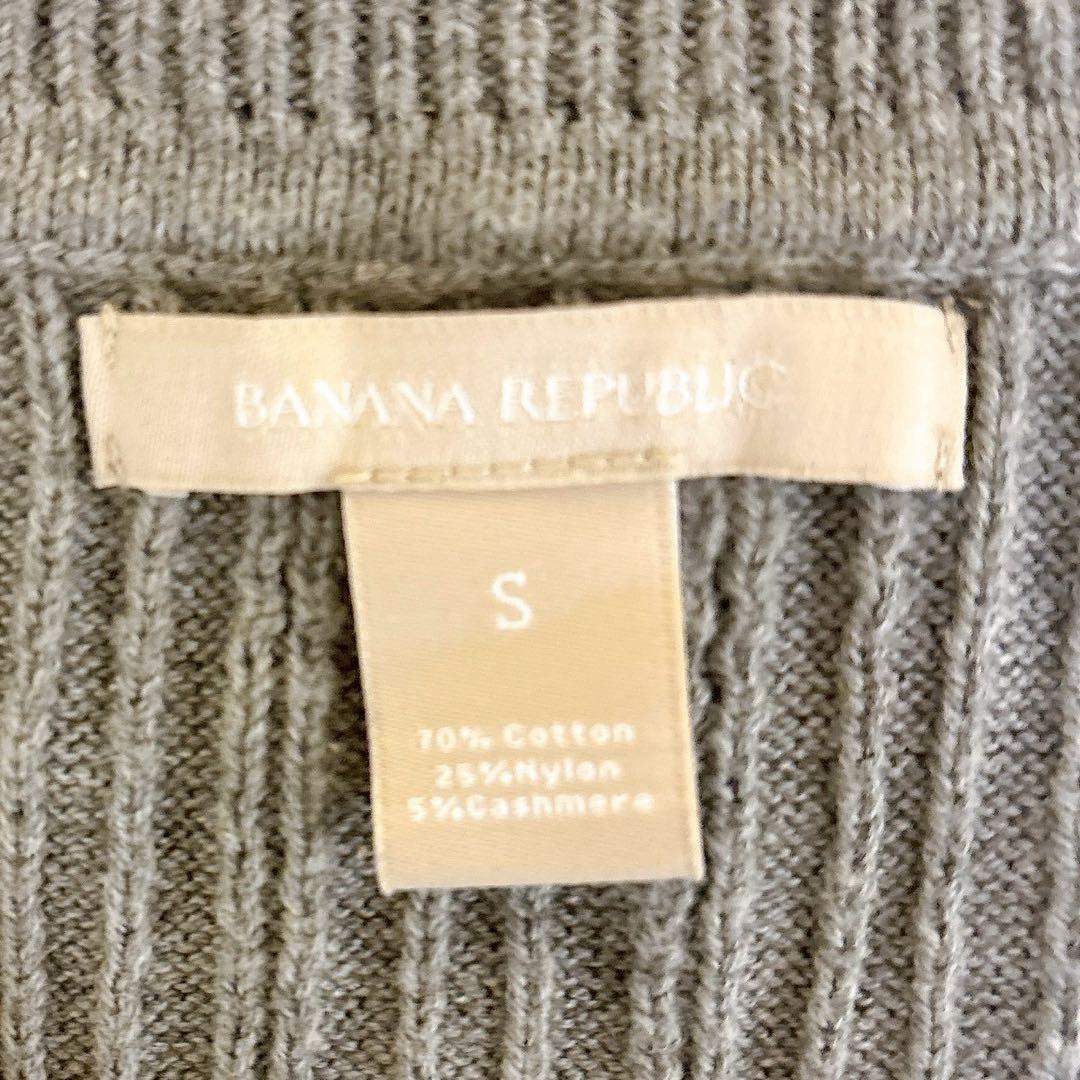 BANANA REPUBLIC
S
70% Cotton
25%Nylon
5%Cashmere